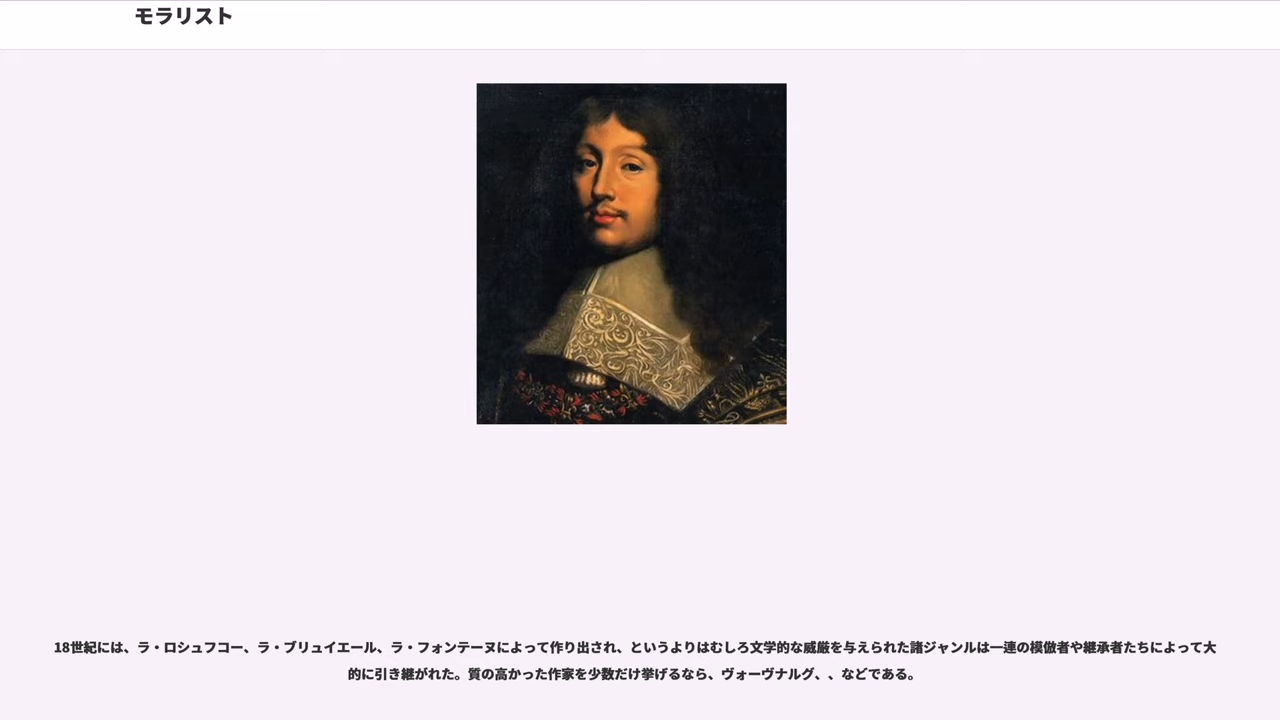 モラリスト
18世紀には、ラ・ロシュフコー、ラ・ブリュイエール、ラ・フォンテーヌによって作り出され、というよりはむしろ文学的な威厳を与えられた諸ジャンルは一連の模倣者や継承者たちによって大
的に引き継がれた。質の高かった作家を少数だけ挙げるなら、ヴォーヴナルグ、、などである。